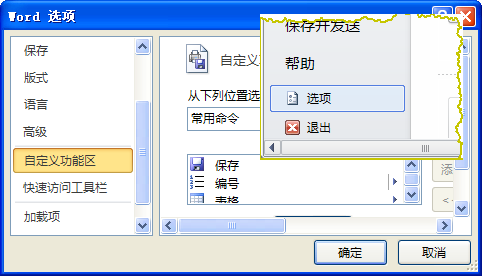 Word 选项
保存
版式
语言
高级
自定义功能区
快速访问工具栏
加载项
自定义
从下列位置选
常用命令
保存
编号
表格
保存并发送
帮助
选项
退出
添
<<
确定
取消